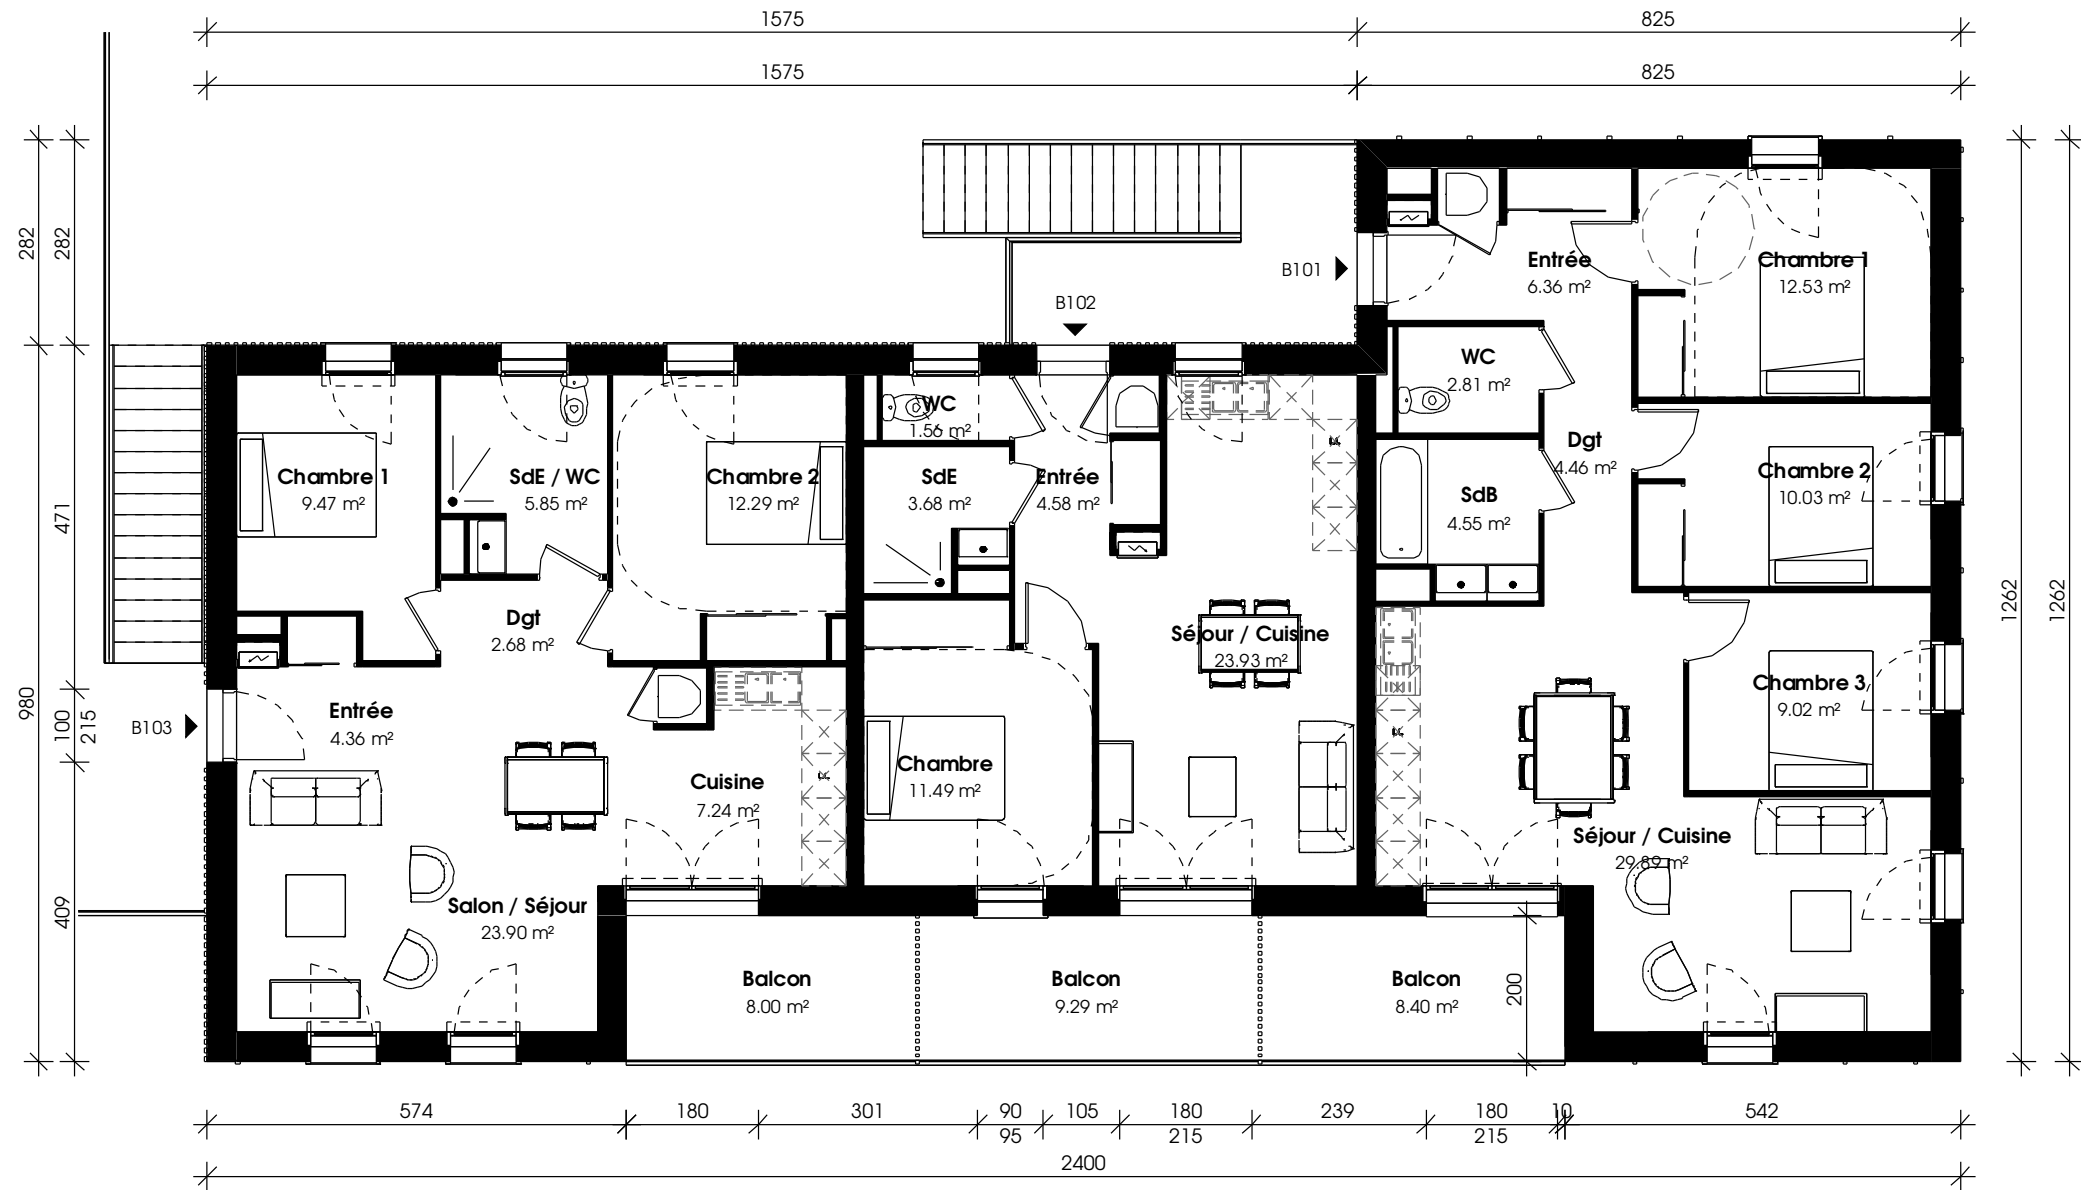 1575
825
1575
825
282
282
471
980
100
215
409
1262
1262
B101
B102
B103
Entrée
6.36 m²
Chambre 1
12.53 m²
WC
2.81 m²
Dgt
4.46 m²
Chambre 2
10.03 m²
SdB
4.55 m²
Chambre 3
9.02 m²
Séjour / Cuisine
29.89 m²
R
WC
1.56 m²
SdE
3.68 m²
Entrée
4.58 m²
R
Séjour / Cuisine
23.93 m²
Chambre
11.49 m²
Chambre 1
9.47 m²
SdE / WC
5.85 m²
Chambre 2
12.29 m²
Dgt
2.68 m²
Entrée
4.36 m²
Cuisine
7.24 m²
R
Salon / Séjour
23.90 m²
Balcon
8.00 m²
Balcon
9.29 m²
Balcon
8.40 m²
200
574
180
301
90
95
105
180
215
239
180
215
10
542
2400